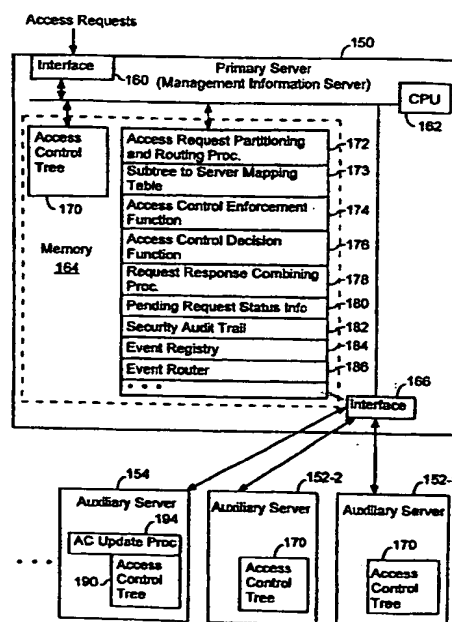 Access Requests
150
Interface
160
Primary Server
(Management Information Server)
CPU
162
Access
Control
Tree
170
Memory
164
Access Request Partitioning
and Routing Proc.
172
Subtree to Server Mapping
Table
173
Access Control Enforcement
Function
174
Access Control Decision
Function
176
Request Response Combining
Proc.
178
Pending Request Status Info
180
Security Audit Trail
182
Event Registry
184
Event Router
186
• • •
Interface
166
154
Auxiliary Server
194
AC Update Proc
190
Access
Control
Tree
152-2
Auxiliary Server
170
Access
Control
Tree
152-
Auxiliary Server
170
Access
Control
Tree
• • •